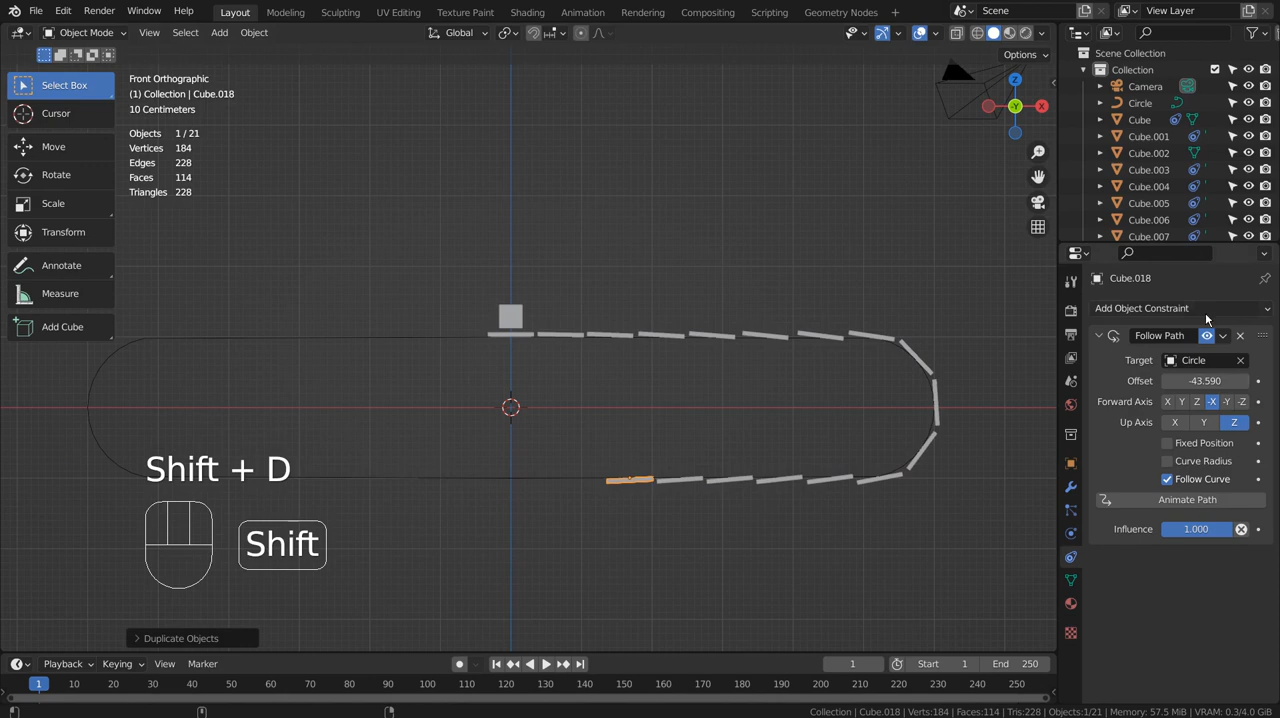 File Edit Render Window Help Layout Modeling Sculpting UV Editing Texture Paint Shading Animation Rendering Compositing Scripting Geometry Nodes + Scene View Layer
Object Mode View Select Add Object Global
Options
Select Box
Cursor
Move
Rotate
Scale
Transform
Annotate
Measure
Add Cube
Front Orthographic
(1) Collection | Cube.018
10 Centimeters
Objects 1 / 21
Vertices 184
Edges 228
Faces 114
Triangles 228
Z
X
-Y
Shift + D
Shift
Duplicate Objects
Scene Collection
Collection
Camera
Circle
Cube
Cube.001
Cube.002
Cube.003
Cube.004
Cube.005
Cube.006
Cube.007
Cube.018
Add Object Constraint
Follow Path
Target Circle
Offset -43.590
Forward Axis X Y Z -X -Y -Z
Up Axis X Y Z
Fixed Position
Curve Radius
Follow Curve
Animate Path
Influence 1.000
Playback Keying View Marker 1 Start 1 End 250
1 10 20 30 40 50 60 70 80 90 100 110 120 130 140 150 160 170 180 190 200 210 220 230 240 250
Collection | Cube.018 | Verts:184 | Faces:114 | Tris:228 | Objects:1/21 | Memory: 57.5 MiB | VRAM: 0.3/4.0 GiB